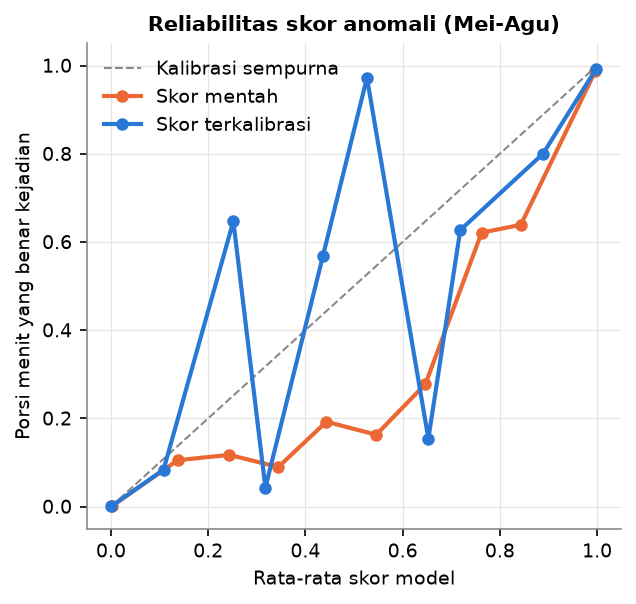 Reliabilitas skor anomali (Mei-Agu)
Kalibrasi sempurna
Skor mentah
Skor terkalibrasi
Porsi menit yang benar kejadian
1.0
0.8
0.6
0.4
0.2
0.0
0.0 0.2 0.4 0.6 0.8 1.0
Rata-rata skor model